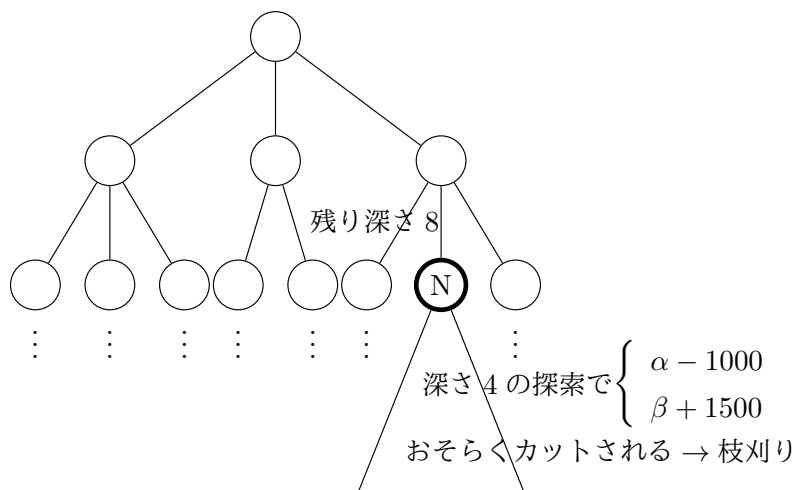 残り深さ 8
N
深さ 4 の探索で { α − 1000
β + 1500
おそらくカットされる → 枝刈り